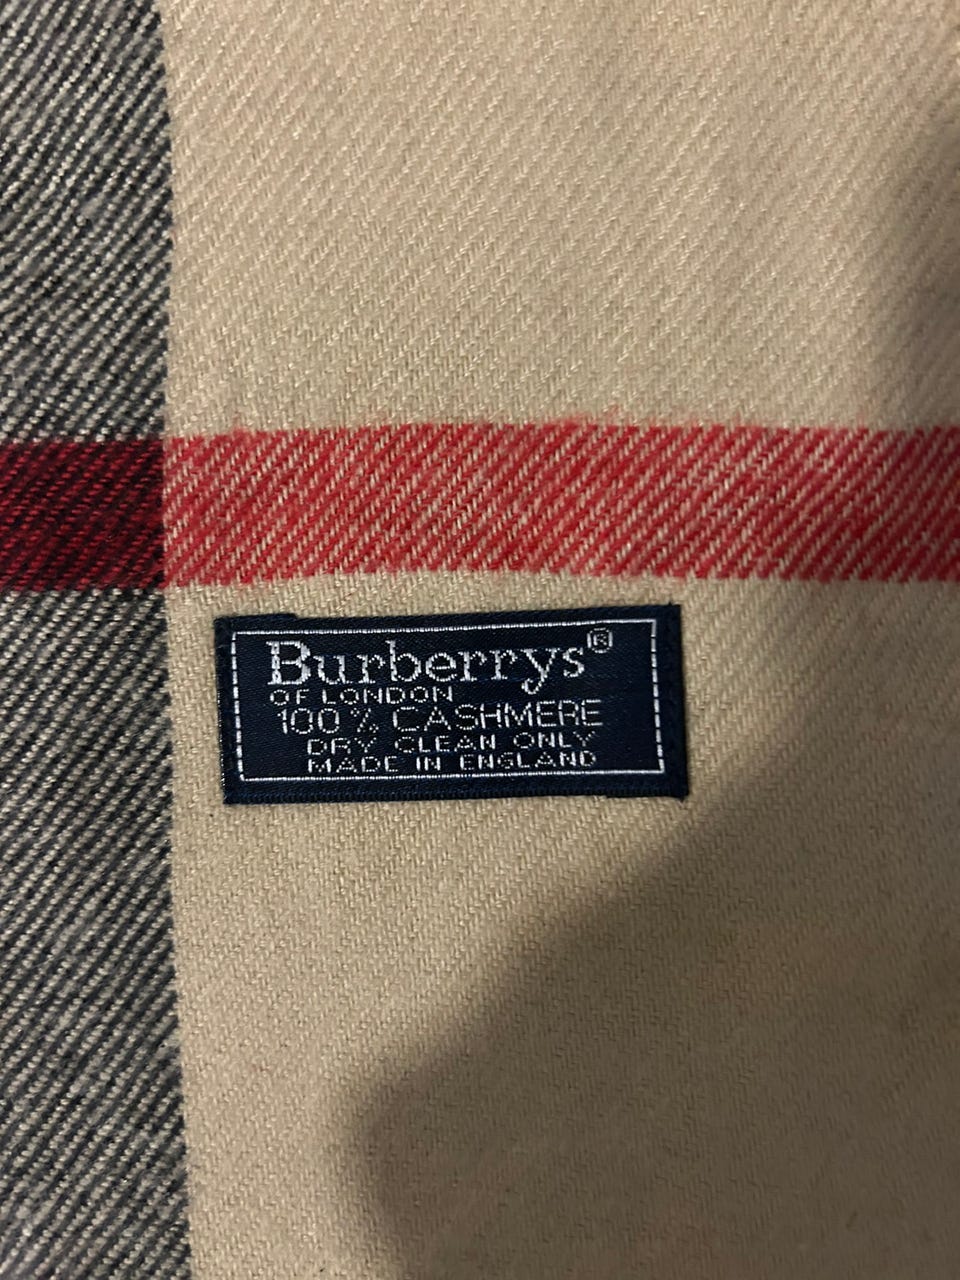 Burberrys®
OF LONDON
100% CASHMERE
DRY CLEAN ONLY
MADE IN ENGLAND